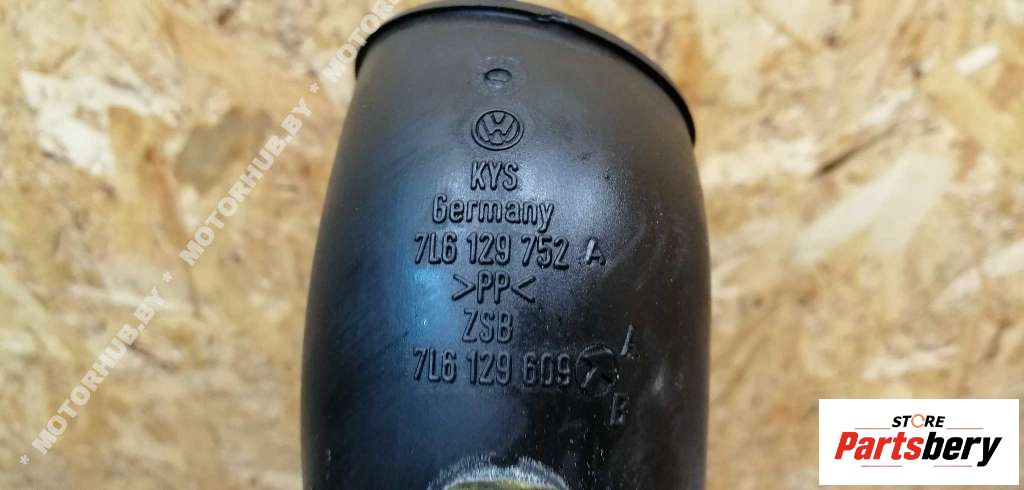 KYS
Germany
7L6 129 752 A
>PP<
ZSB
7L6 129 609
A
B
* MOTORHUB.BY * MOTORHUB.BY * MOTORHUB.BY
STORE
Partsbery